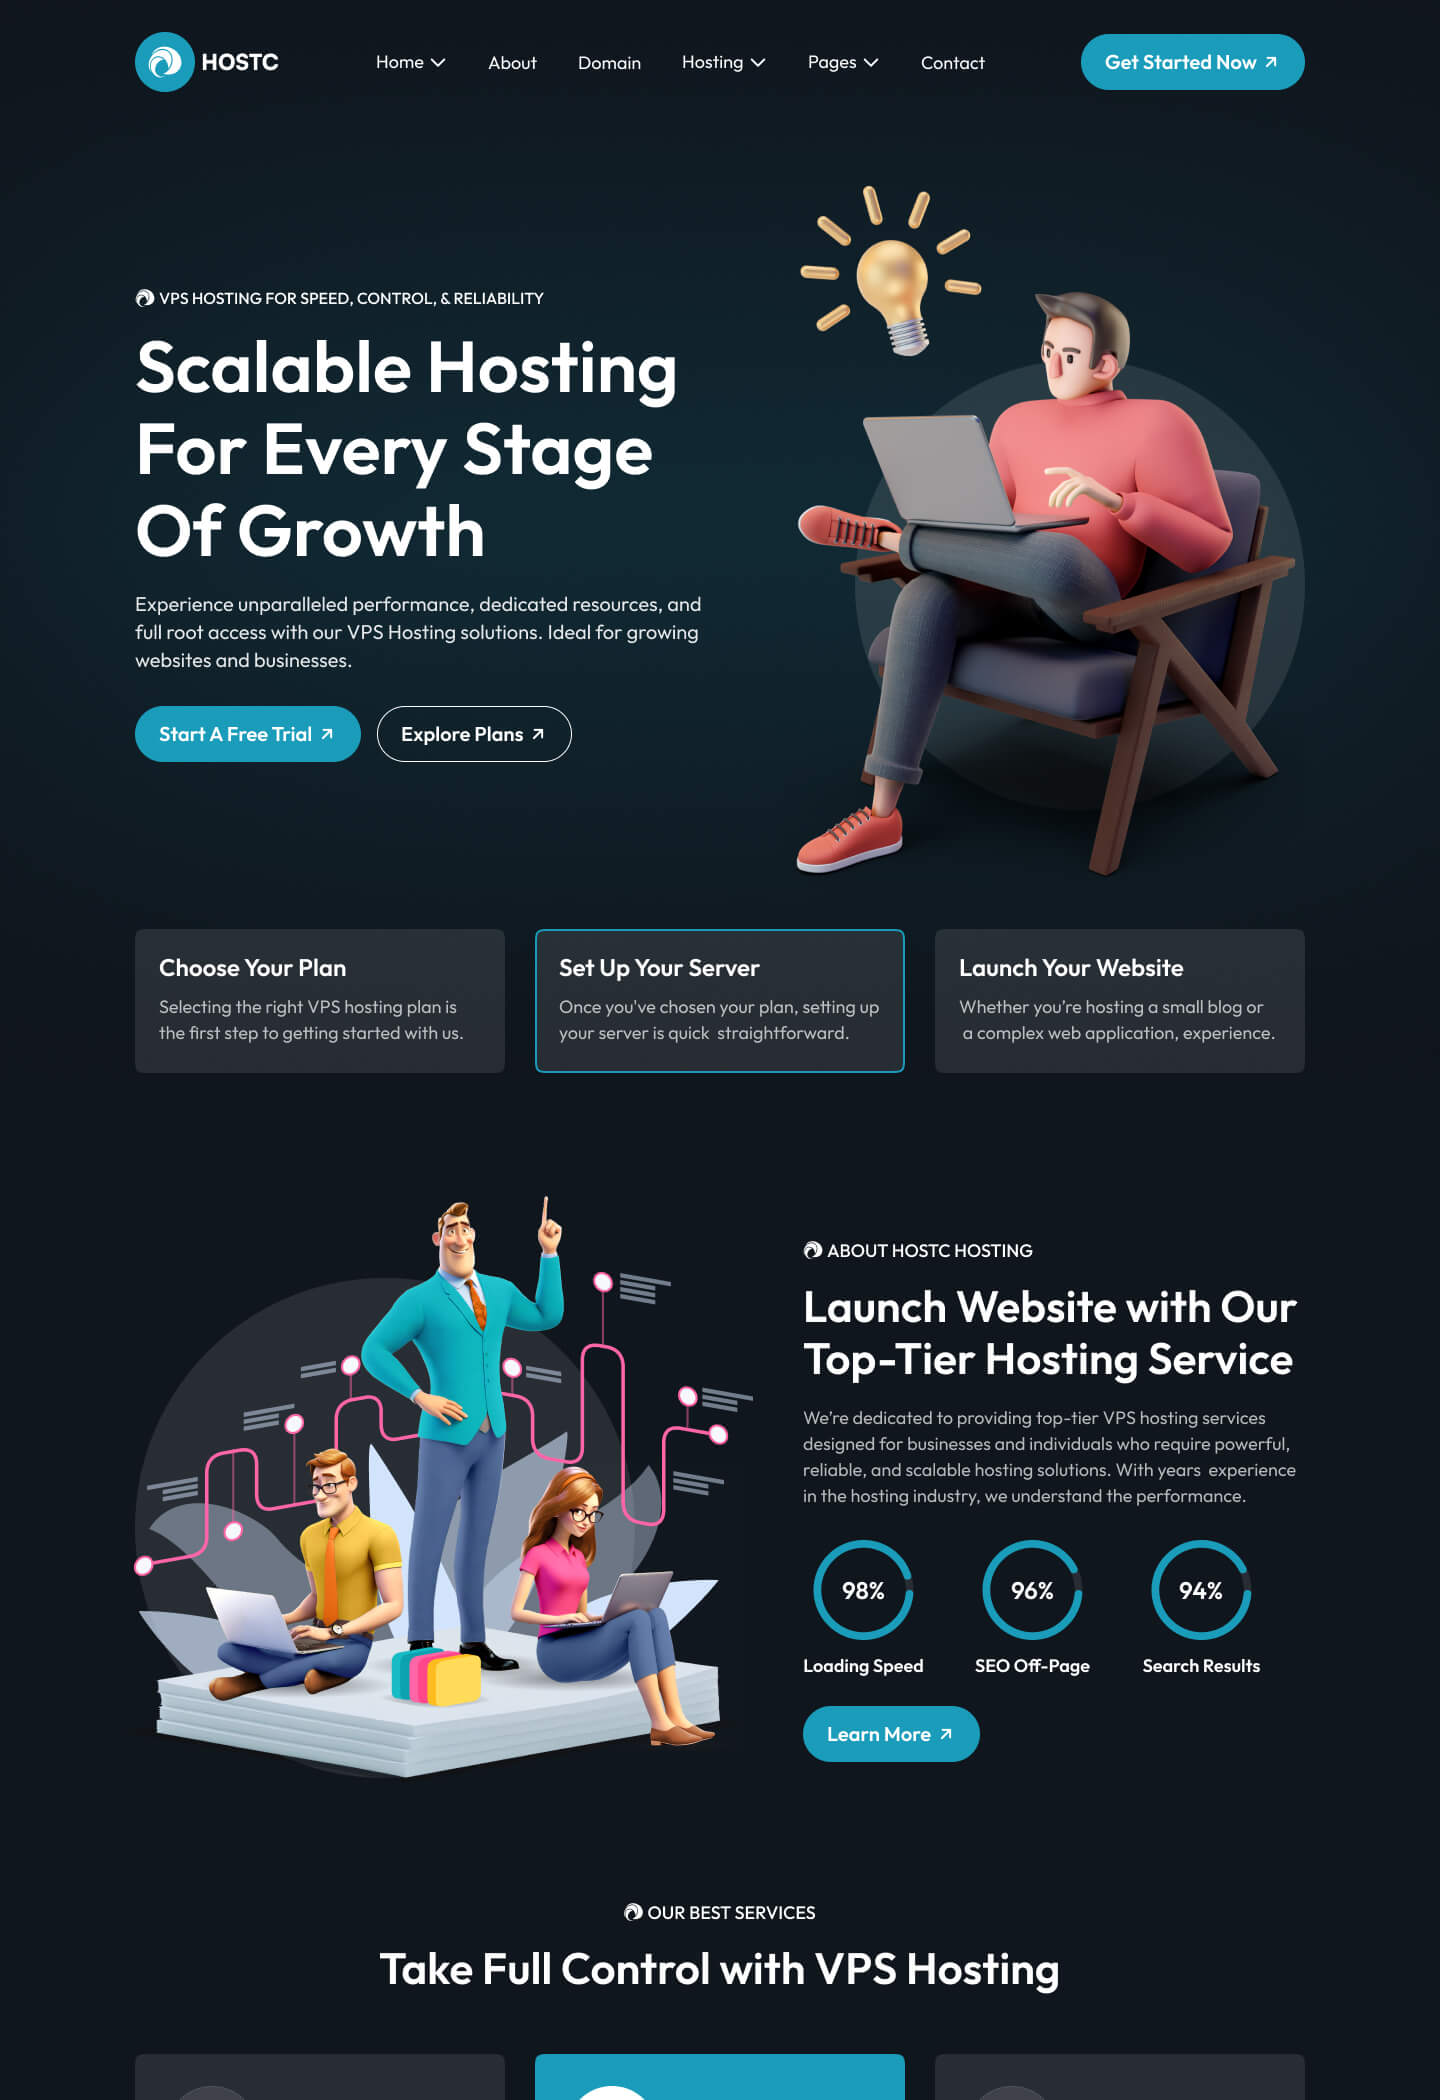 HOSTC
Home
About
Domain
Hosting
Pages
Contact
Get Started Now
VPS HOSTING FOR SPEED, CONTROL, & RELIABILITY
Scalable Hosting
For Every Stage
Of Growth
Experience unparalleled performance, dedicated resources, and
full root access with our VPS Hosting solutions. Ideal for growing
websites and businesses.
Start A Free Trial
Explore Plans
Choose Your Plan
Selecting the right VPS hosting plan is
the first step to getting started with us.
Set Up Your Server
Once you've chosen your plan, setting up
your server is quick  straightforward.
Launch Your Website
Whether you're hosting a small blog or
a complex web application, experience.
ABOUT HOSTC HOSTING
Launch Website with Our
Top-Tier Hosting Service
We're dedicated to providing top-tier VPS hosting services
designed for businesses and individuals who require powerful,
reliable, and scalable hosting solutions. With years  experience
in the hosting industry, we understand the performance.
98%
Loading Speed
96%
SEO Off-Page
94%
Search Results
Learn More
OUR BEST SERVICES
Take Full Control with VPS Hosting